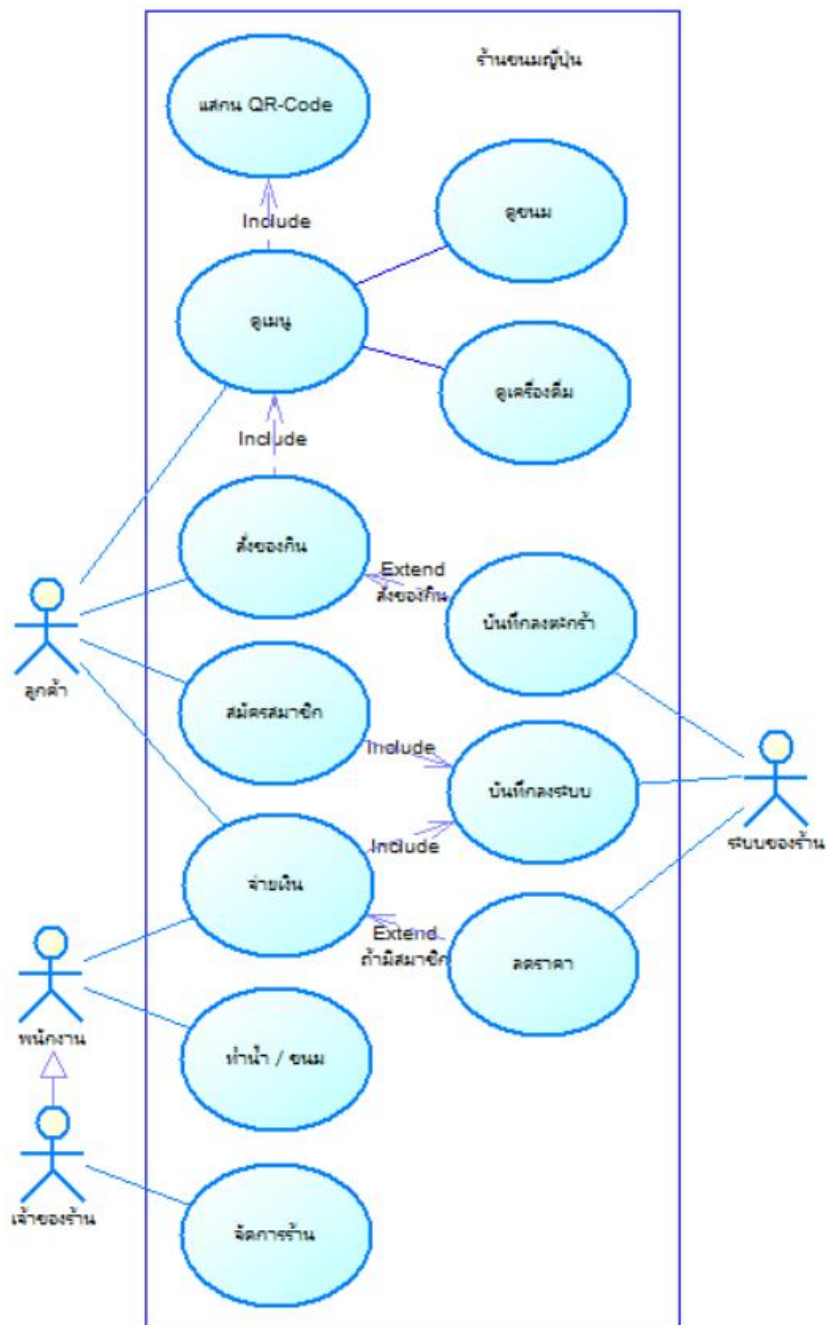 ร้านขนมญี่ปุ่น
แสกน QR-Code
Include
ดูขนม
ดูเมนู
ดูเครื่องดื่ม
Include
สั่งของกิน
Extend
สั่งของกิน
บันทึกลงตะกร้า
ลูกค้า
สมัครสมาชิก
Include
บันทึกลงระบบ
ระบบของร้าน
Include
จ่ายเงิน
Extend
ถ้ามีสมาชิก
ลดราคา
พนักงาน
ทำน้ำ / ขนม
เจ้าของร้าน
จัดการร้าน